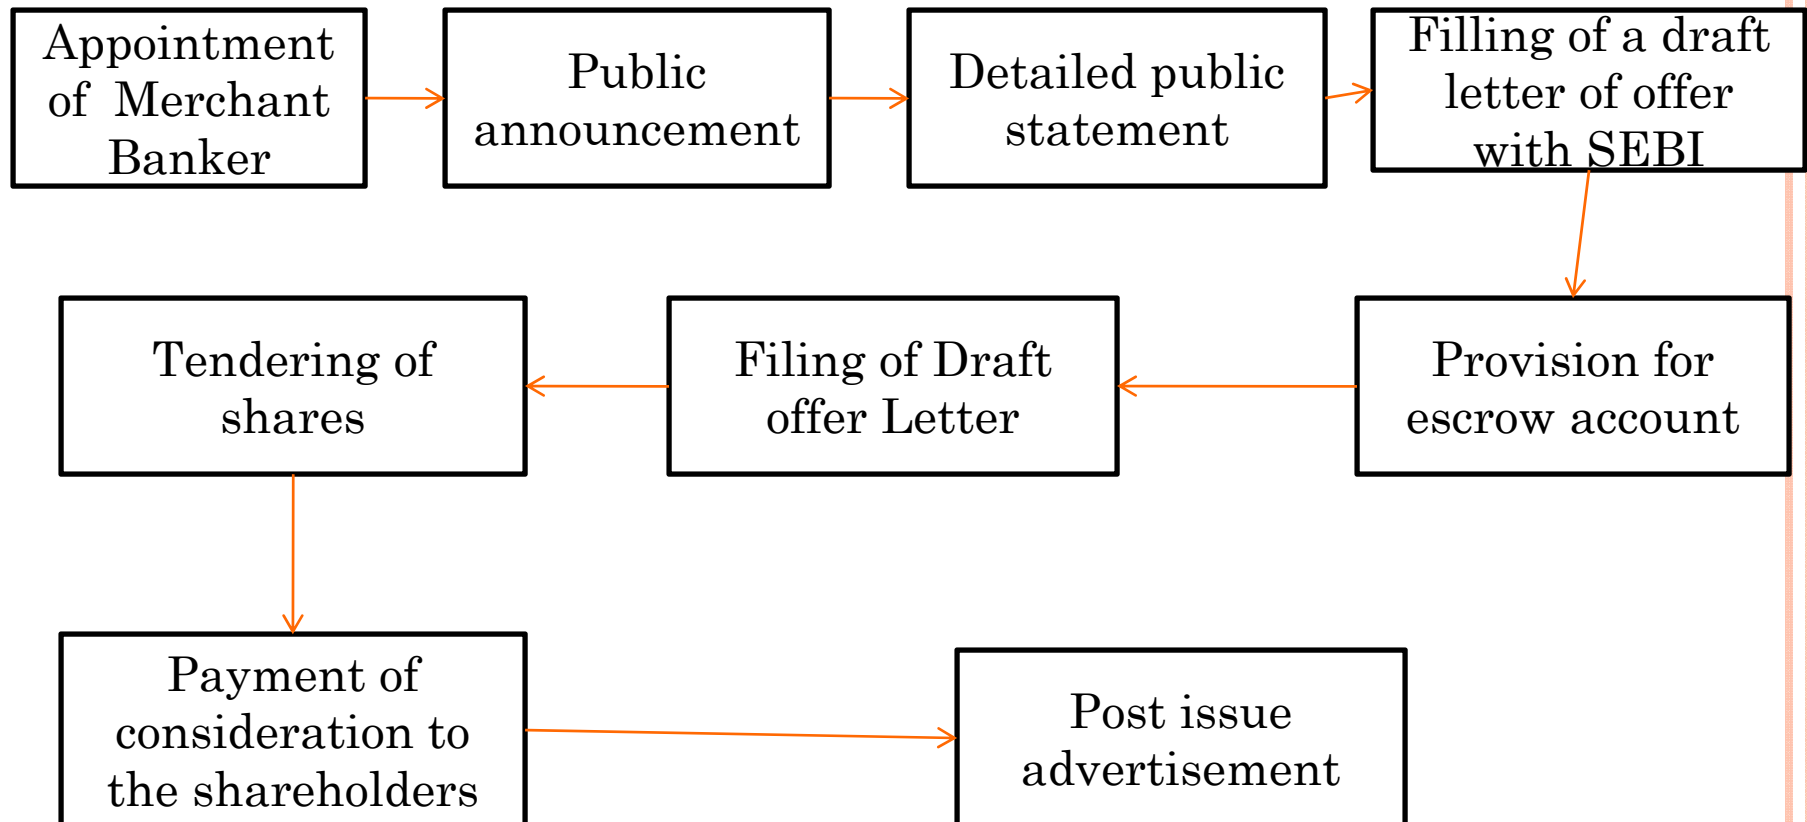 Appointment
of Merchant
Banker
Public
announcement
Detailed public
statement
Filling of a draft
letter of offer
with SEBI
Provision for
escrow account
Filing of Draft
offer Letter
Tendering of
shares
Payment of
consideration to
the shareholders
Post issue
advertisement